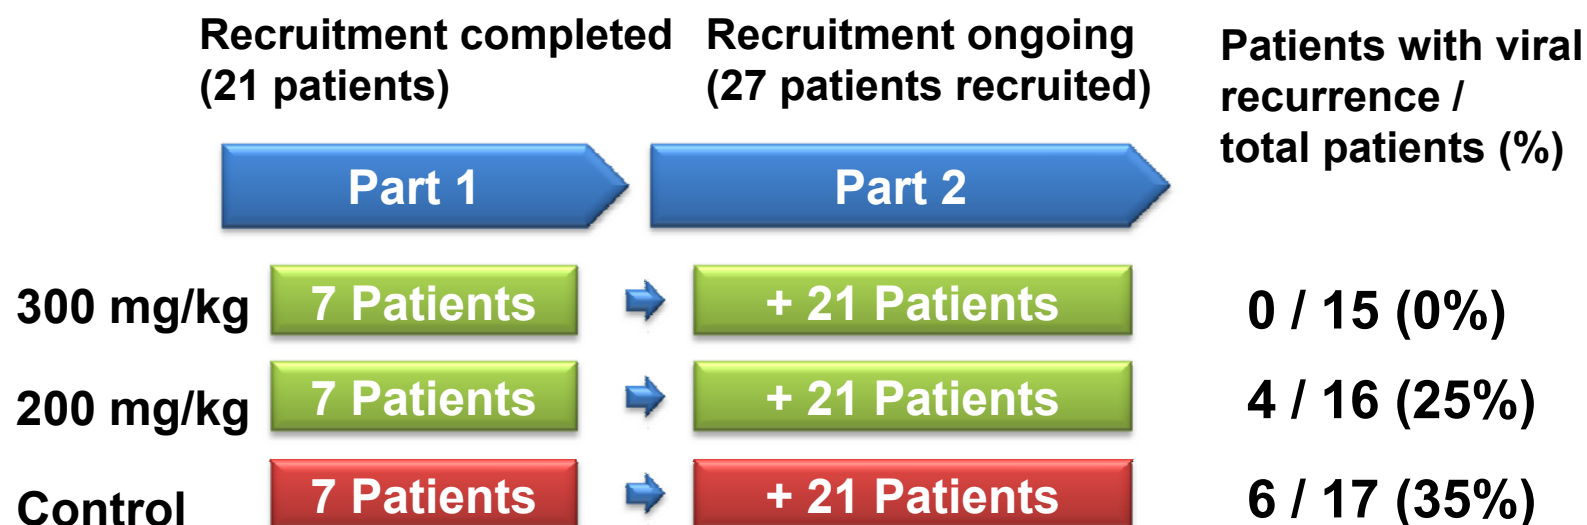 Recruitment completed
(21 patients)
Recruitment ongoing
(27 patients recruited)
Patients with viral
recurrence /
total patients (%)
Part 1
Part 2
300 mg/kg
7 Patients
+ 21 Patients
0 / 15 (0%)
200 mg/kg
7 Patients
+ 21 Patients
4 / 16 (25%)
Control
7 Patients
+ 21 Patients
6 / 17 (35%)